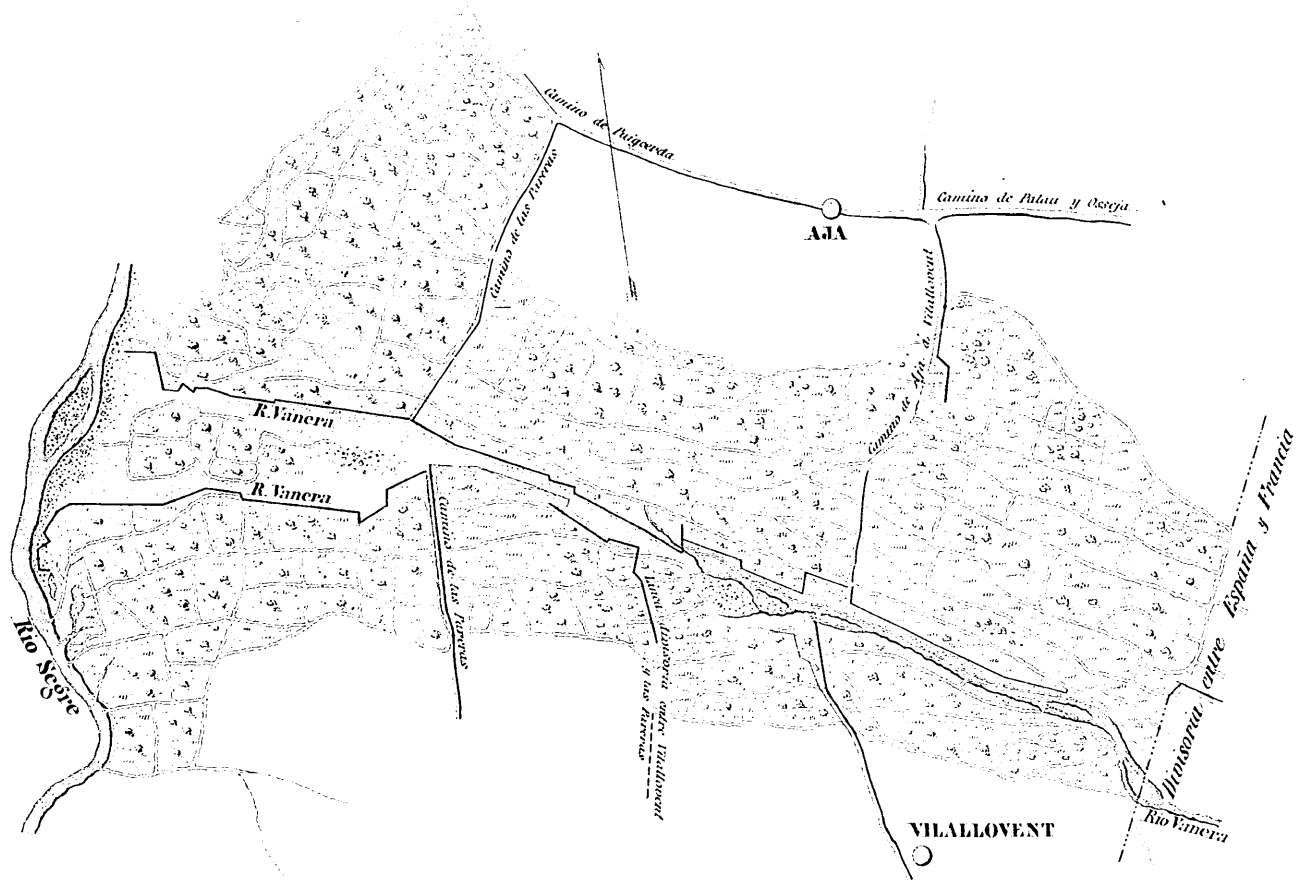 Camino de Puigcerda
Camino de las Pareras
Camino de Palau y Osseja
AJA
Camino de Aja á Vilallovent
R. Vanera
R. Vanera
Divisoria entre España y Francia
Camino de las Pareras
Linea divisoria entre Vilallovent
y las Pareras
Rio Segre
Rio Vanera
VILALLOVENT